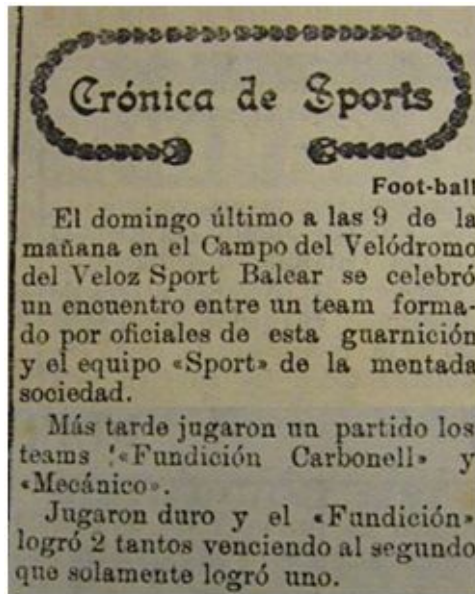 Crónica de Sports
Foot-ball
El domingo último a las 9 de la
mañana en el Campo del Velódromo
del Veloz Sport Balear se celebró
un encuentro entre un team forma-
do por oficiales de esta guarnición
y el equipo «Sport» de la mentada
sociedad.
Más tarde jugaron un partido los
teams «Fundición Carbonell» y
«Mecánico».
Jugaron duro y el «Fundición»
logró 2 tantos venciendo al segundo
que solamente logró uno.